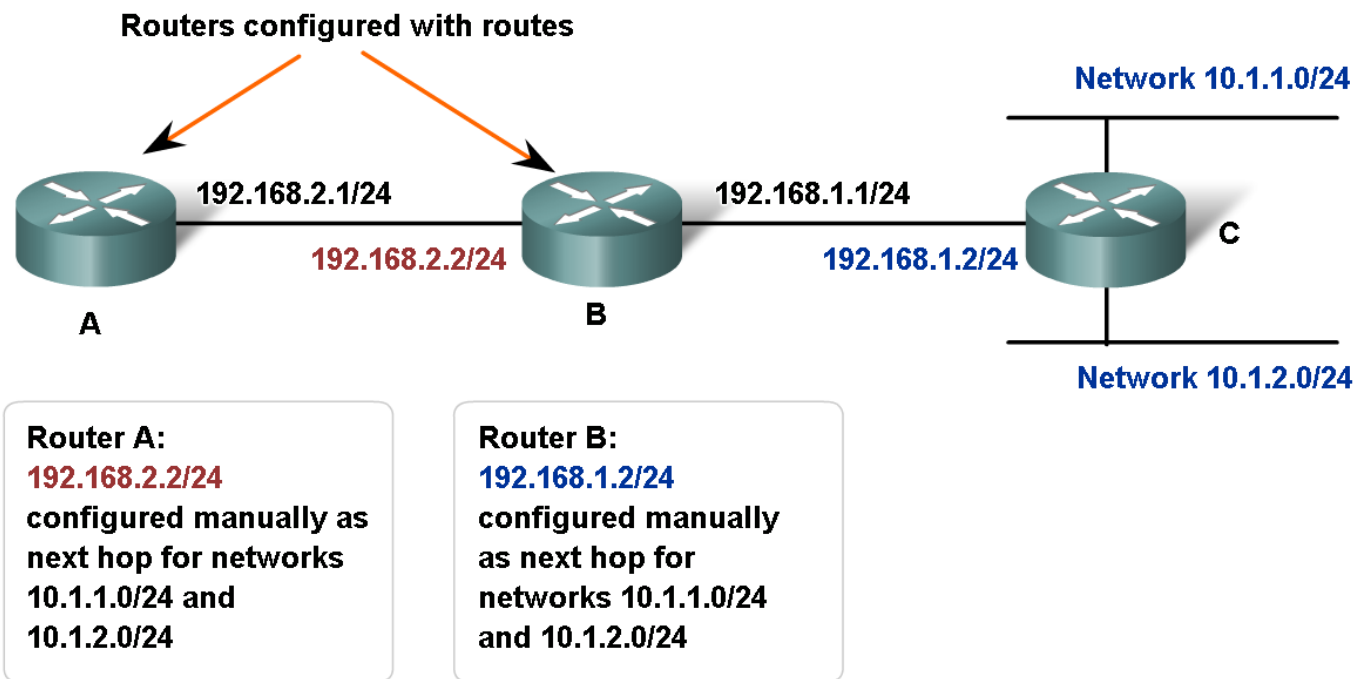 Routers configured with routes
Network 10.1.1.0/24
192.168.2.1/24
192.168.1.1/24
C
192.168.2.2/24
192.168.1.2/24
A
B
Network 10.1.2.0/24
Router A:
192.168.2.2/24
configured manually as
next hop for networks
10.1.1.0/24 and
10.1.2.0/24
Router B:
192.168.1.2/24
configured manually
as next hop for
networks 10.1.1.0/24
and 10.1.2.0/24